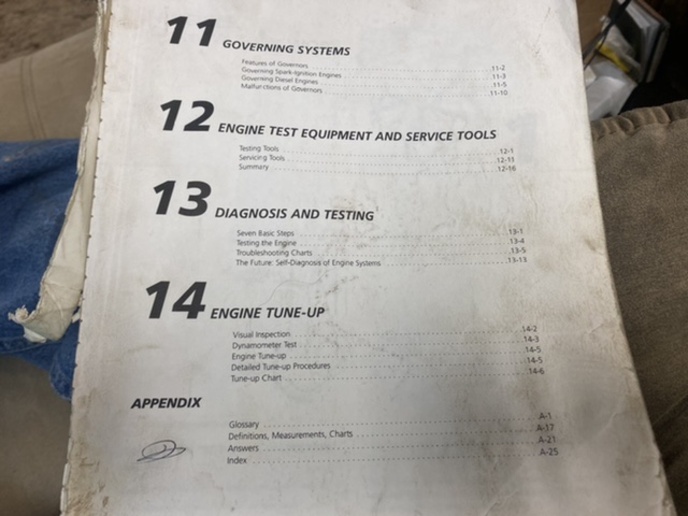 11 GOVERNING SYSTEMS
Features of Governors 11-2
Governing Spark-Ignition Engines 11-3
Governing Diesel Engines 11-5
Malfunctions of Governors 11-10
12 ENGINE TEST EQUIPMENT AND SERVICE TOOLS
Testing Tools 12-1
Servicing Tools 12-11
Summary 12-16
13 DIAGNOSIS AND TESTING
Seven Basic Steps 13-1
Testing the Engine 13-4
Troubleshooting Charts 13-5
The Future: Self-Diagnosis of Engine Systems 13-13
14 ENGINE TUNE-UP
Visual Inspection 14-2
Dynamometer Test 14-3
Engine Tune-up 14-5
Detailed Tune-up Procedures 14-5
Tune-up Chart 14-6
APPENDIX
Glossary A-1
Definitions, Measurements, Charts A-17
Answers A-21
Index A-25